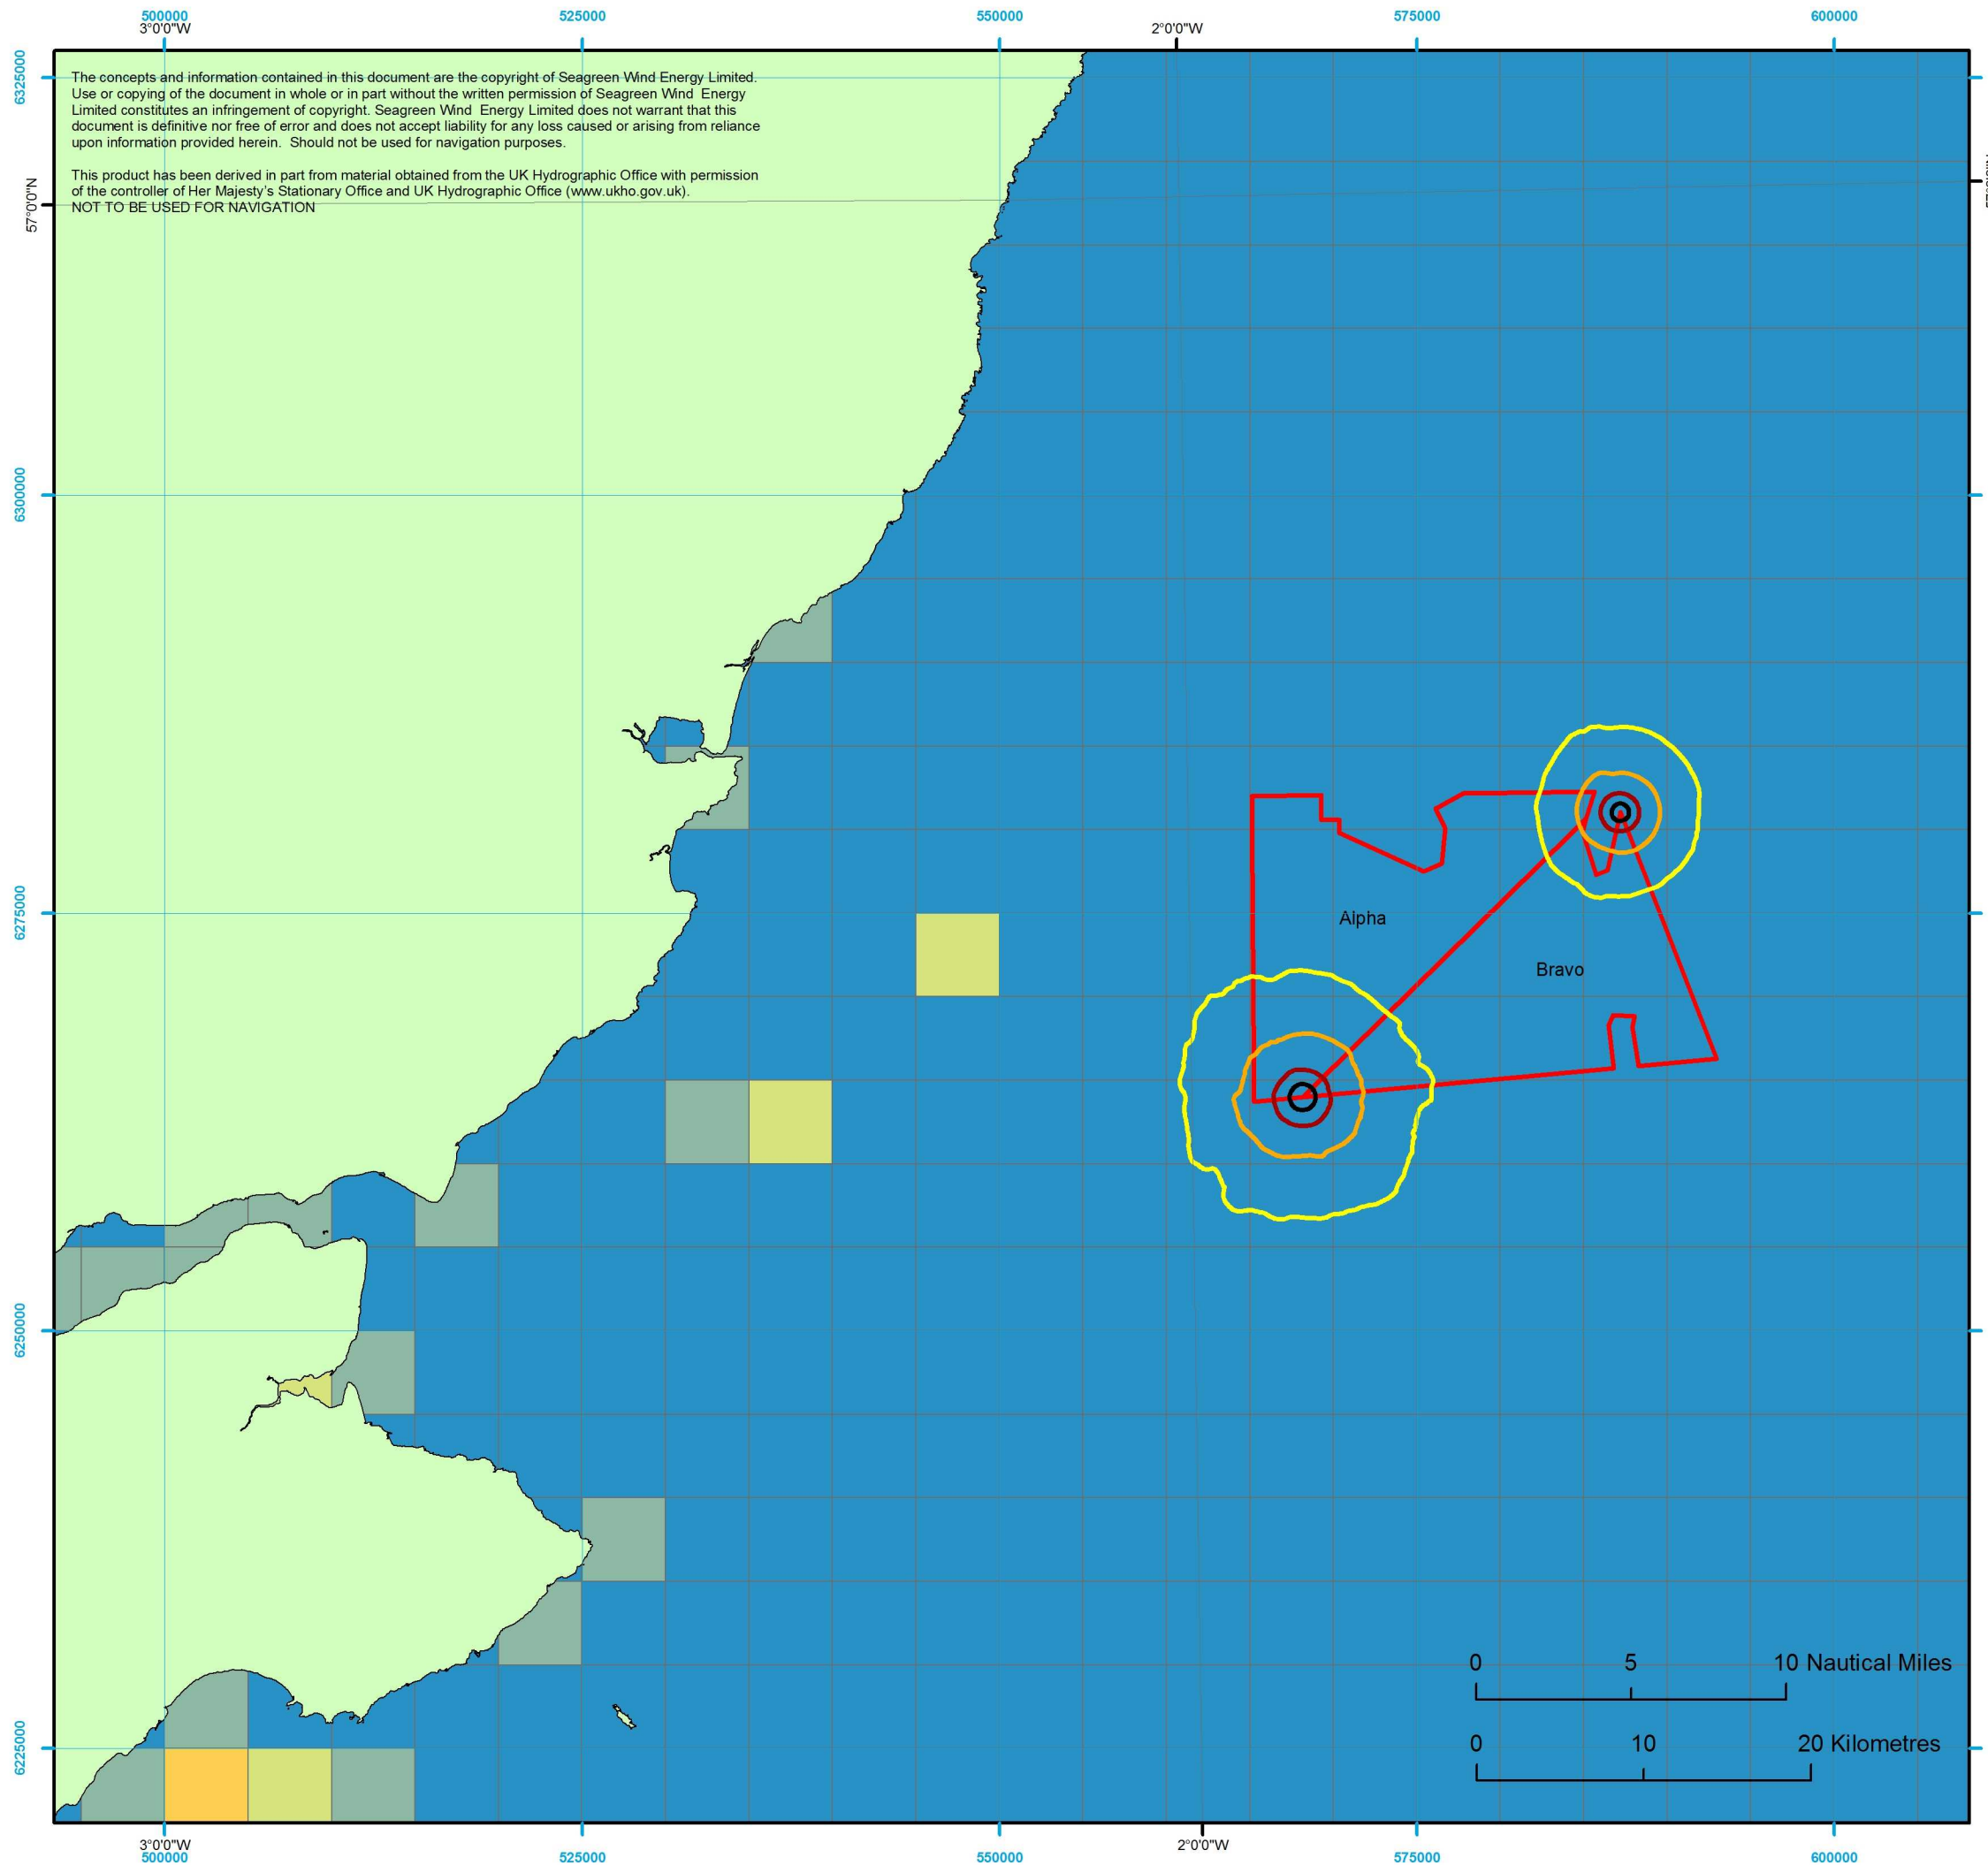 500000 525000 550000 575000 600000
3°0'0"W 2°0'0"W
The concepts and information contained in this document are the copyright of Seagreen Wind Energy Limited.
Use or copying of the document in whole or in part without the written permission of Seagreen Wind Energy
Limited constitutes an infringement of copyright. Seagreen Wind Energy Limited does not warrant that this
document is definitive nor free of error and does not accept liability for any loss caused or arising from reliance
upon information provided herein. Should not be used for navigation purposes.
This product has been derived in part from material obtained from the UK Hydrographic Office with permission
of the controller of Her Majesty's Stationary Office and UK Hydrographic Office (www.ukho.gov.uk).
NOT TO BE USED FOR NAVIGATION
6325000
57°0'0"N
6300000
6275000
6250000
6225000
Alpha
Bravo
0 5 10 Nautical Miles
0 10 20 Kilometres
3°0'0"W 2°0'0"W
500000 525000 550000 575000 600000